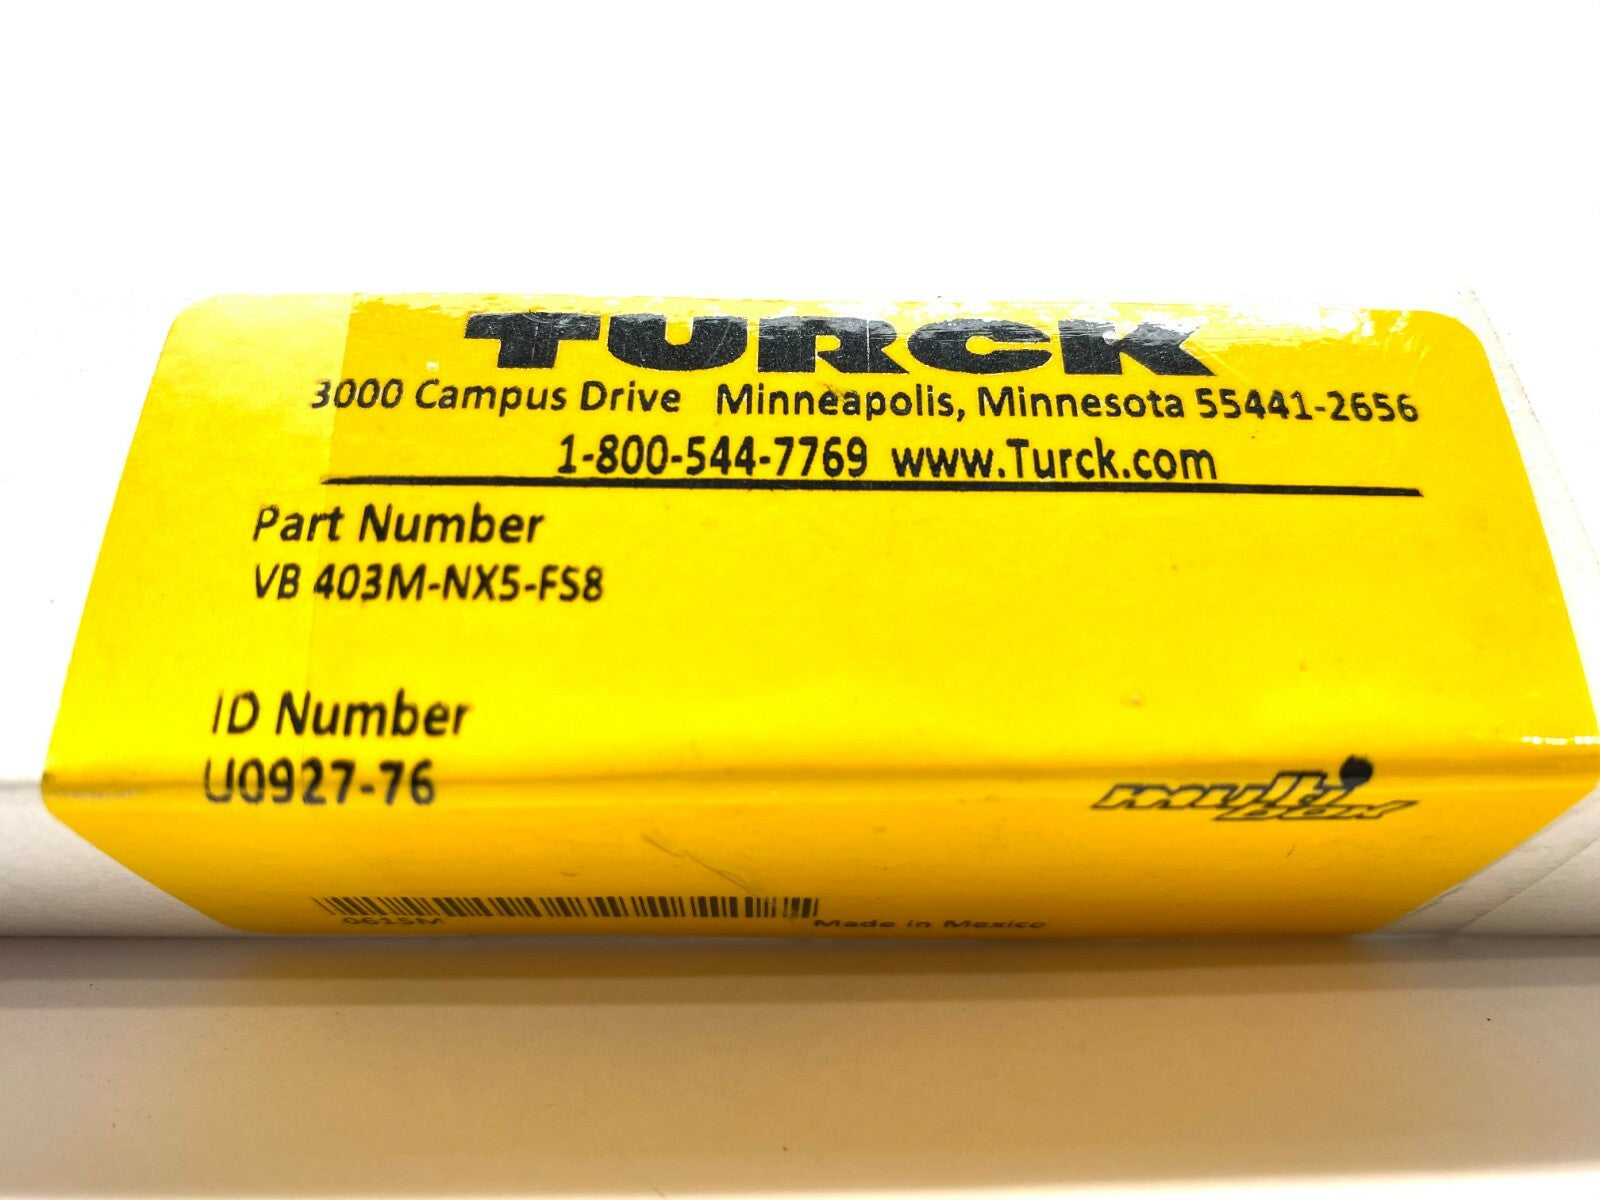 TURCK
3000 Campus Drive Minneapolis, Minnesota 55441-2656
1-800-544-7769 www.Turck.com
Part Number
VB 403M-NX5-FS8
ID Number
U0927-76
multi
box
0615M
Made in Mexico